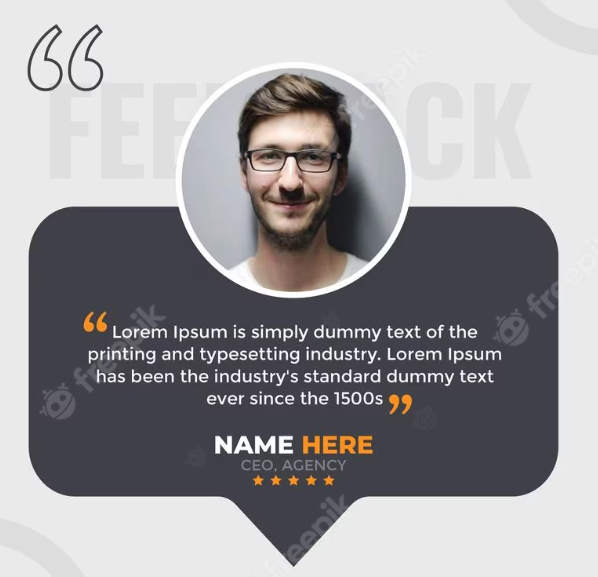 FEEDBACK
“ Lorem Ipsum is simply dummy text of the
printing and typesetting industry. Lorem Ipsum
has been the industry's standard dummy text
ever since the 1500s ”
NAME HERE
CEO, AGENCY
freepik
freepik
freepik
freepik